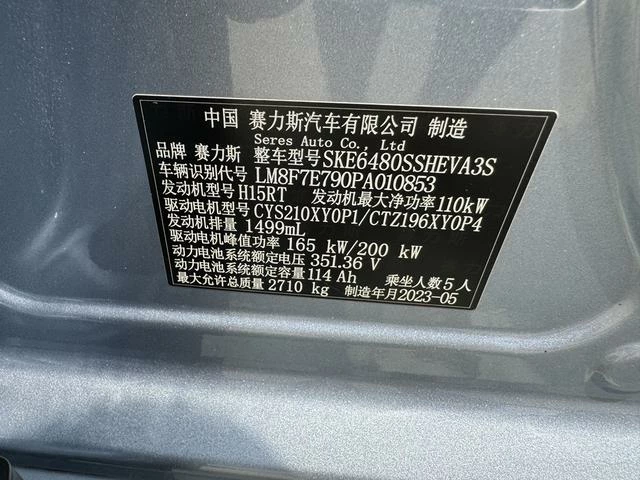 中国 赛力斯汽车有限公司 制造
Seres Auto Co., Ltd
品牌 赛力斯 整车型号SKE6480SSHEVA3S
车辆识别代号 LM8F7E790PA010853
发动机型号H15RT 发动机最大净功率110kW
驱动电机型号CYS210XY0P1/CTZ196XY0P4
发动机排量 1499mL
驱动电机峰值功率 165 kW/200 kW
动力电池系统额定电压 351.36 V
动力电池系统额定容量114 Ah 乘坐人数5人
最大允许总质量 2710 kg 制造年月2023-05